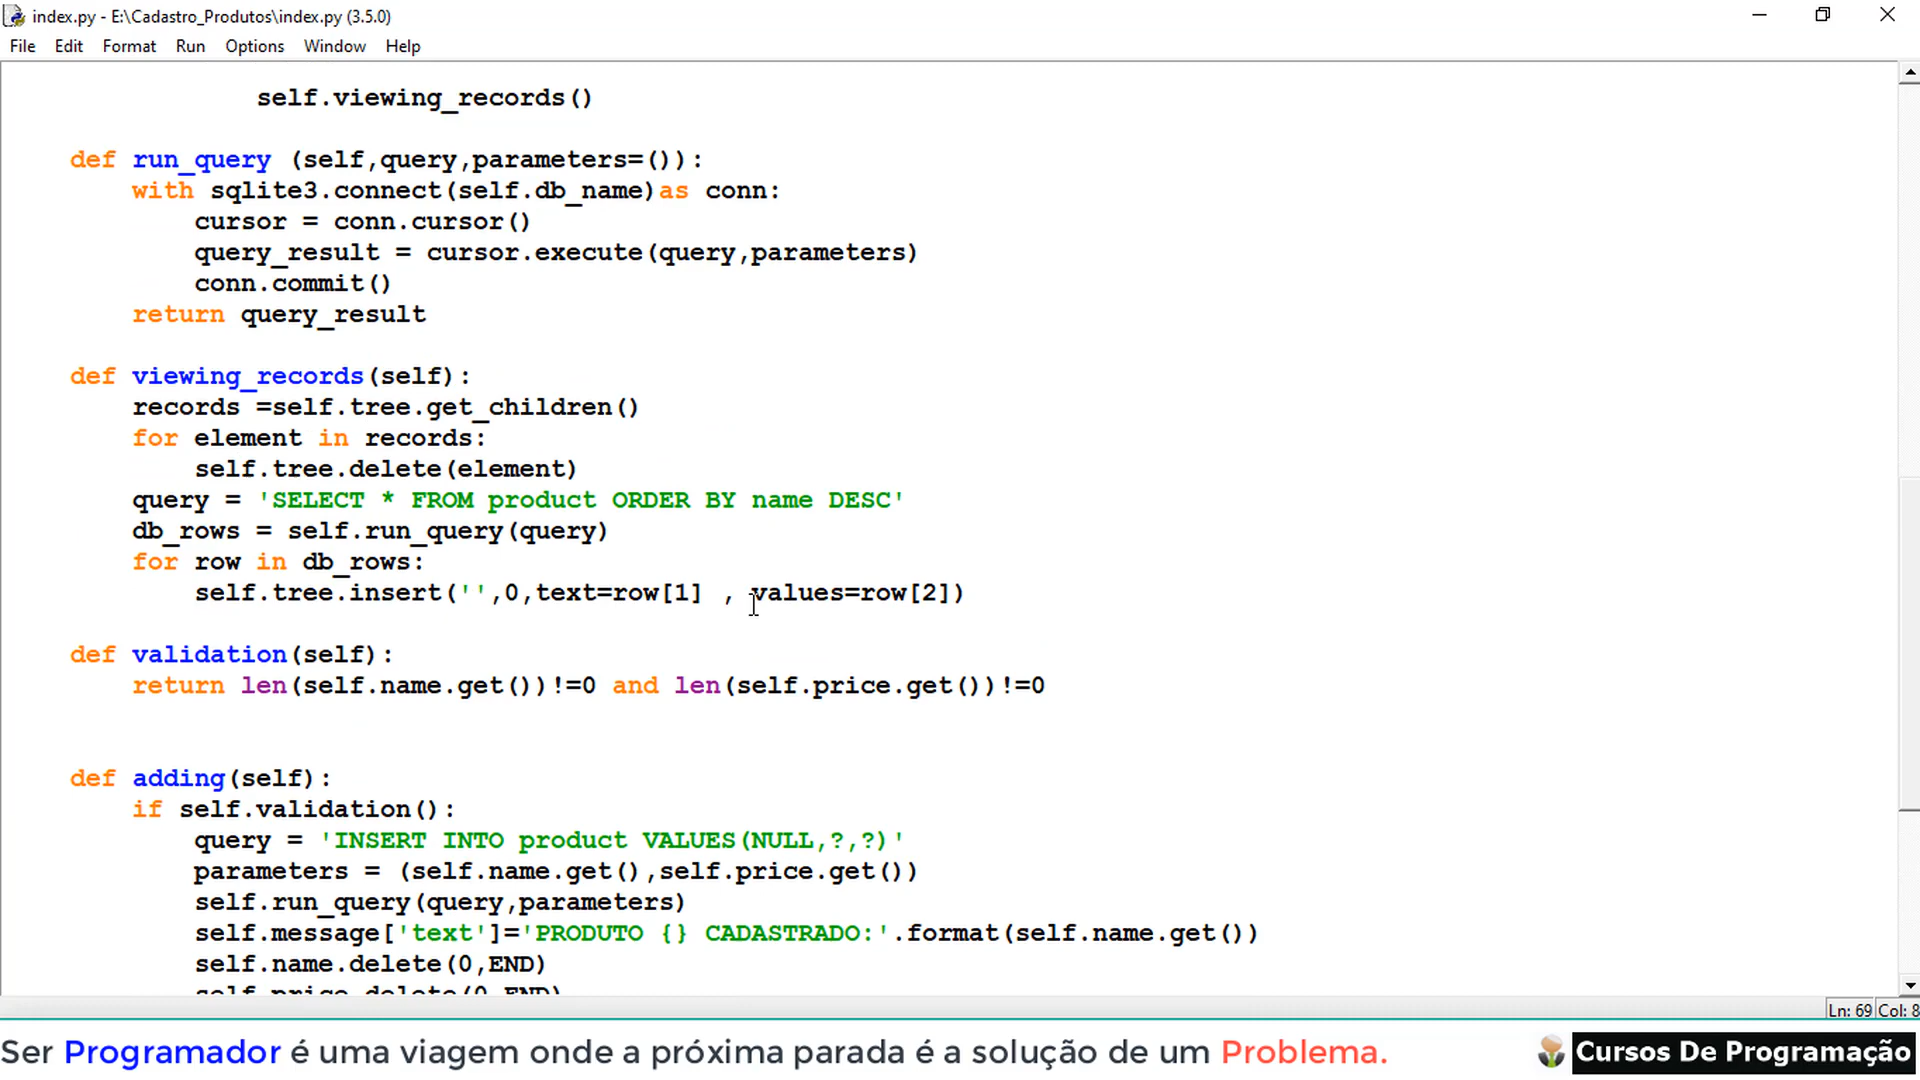 index.py - E:\Cadastro_Produtos\index.py (3.5.0)
File Edit Format Run Options Window Help
self.viewing_records()
def run_query (self,query,parameters=()):
with sqlite3.connect(self.db_name)as conn:
cursor = conn.cursor()
query_result = cursor.execute(query,parameters)
conn.commit()
return query_result
def viewing_records(self):
records =self.tree.get_children()
for element in records:
self.tree.delete(element)
query = 'SELECT * FROM product ORDER BY name DESC'
db_rows = self.run_query(query)
for row in db_rows:
self.tree.insert('',0,text=row[1] , values=row[2])
def validation(self):
return len(self.name.get())!=0 and len(self.price.get())!=0
def adding(self):
if self.validation():
query = 'INSERT INTO product VALUES(NULL,?,?)'
parameters = (self.name.get(),self.price.get())
self.run_query(query,parameters)
self.message['text']='PRODUTO {} CADASTRADO:'.format(self.name.get())
self.name.delete(0,END)
self.price.delete(0,END)
Ln: 69 Col: 8
Ser Programador é uma viagem onde a próxima parada é a solução de um Problema.
Cursos De Programação